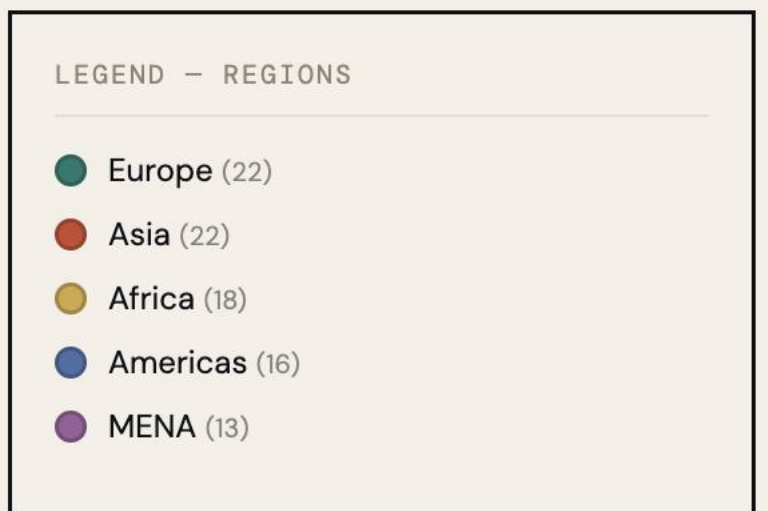 LEGEND — REGIONS
Europe (22)
Asia (22)
Africa (18)
Americas (16)
MENA (13)